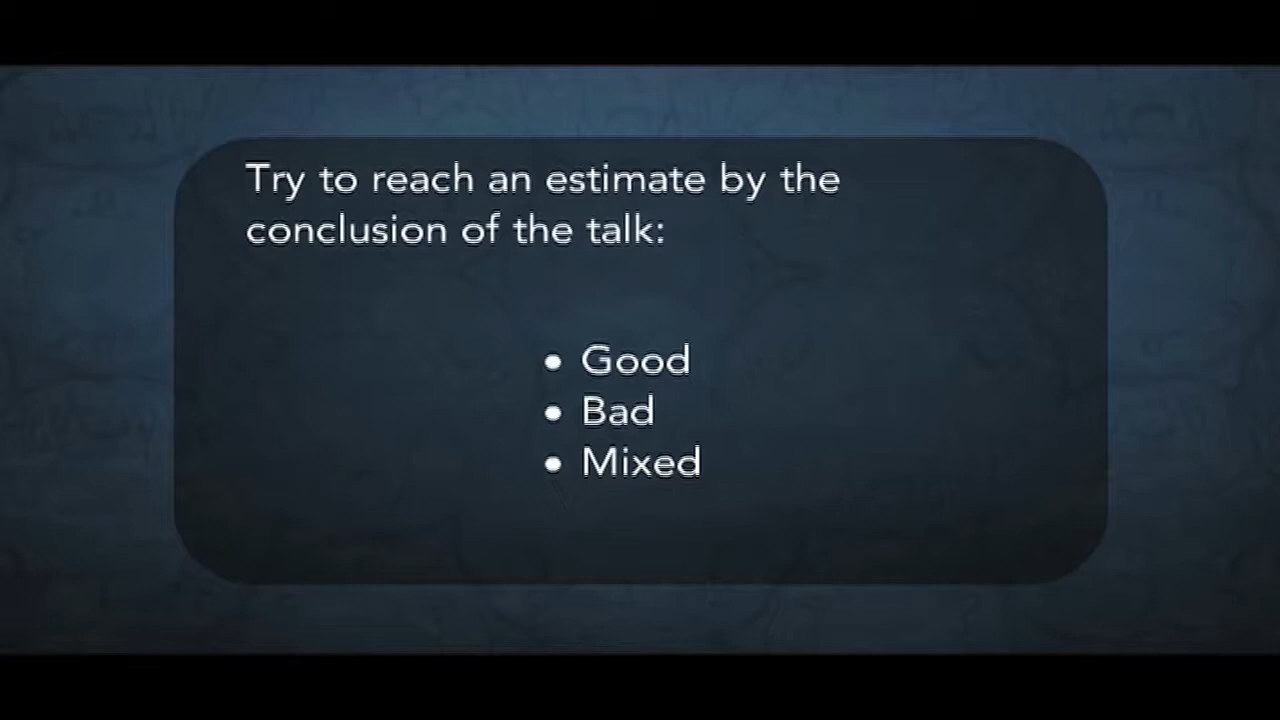 Try to reach an estimate by the
conclusion of the talk:
• Good
• Bad
• Mixed